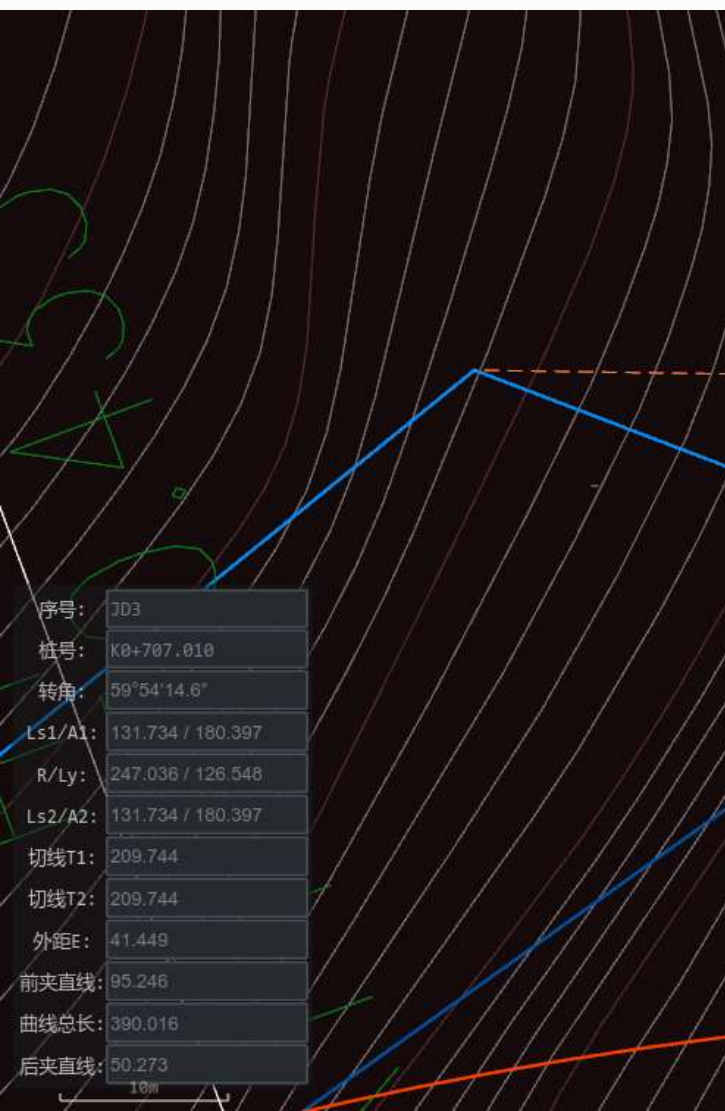 序号: JD3
桩号: K0+707.010
转角: 59°54'14.6"
Ls1/A1: 131.734 / 180.397
R/Ly: 247.036 / 126.548
Ls2/A2: 131.734 / 180.397
切线T1: 209.744
切线T2: 209.744
外距E: 41.449
前夹直线: 95.246
曲线总长: 390.016
后夹直线: 50.273
10m